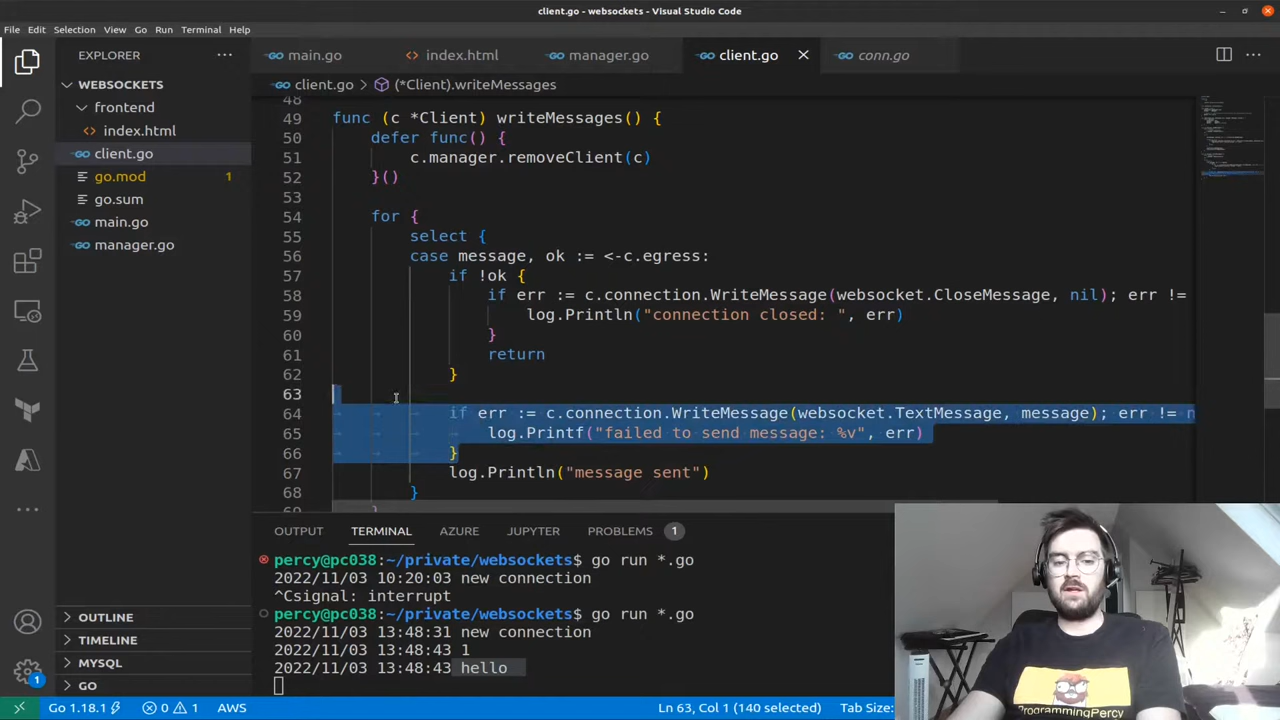 client.go - websockets - Visual Studio Code
File Edit Selection View Go Run Terminal Help
EXPLORER
main.go index.html manager.go client.go conn.go
WEBSOCKETS
client.go > (*Client).writeMessages
frontend
index.html
client.go
go.mod 1
go.sum
main.go
manager.go
48
49 func (c *Client) writeMessages() {
50 defer func() {
51 c.manager.removeClient(c)
52 }()
53
54 for {
55 select {
56 case message, ok := <-c.egress:
57 if !ok {
58 if err := c.connection.WriteMessage(websocket.CloseMessage, nil); err !=
59 log.Println("connection closed: ", err)
60 }
61 return
62 }
63
64 if err := c.connection.WriteMessage(websocket.TextMessage, message); err != n
65 log.Printf("failed to send message: %v", err)
66 }
67 log.Println("message sent")
68 }
69 }
OUTPUT TERMINAL AZURE JUPYTER PROBLEMS 1
percy@pc038:~/private/websockets$ go run *.go
2022/11/03 10:20:03 new connection
^Csignal: interrupt
percy@pc038:~/private/websockets$ go run *.go
2022/11/03 13:48:31 new connection
2022/11/03 13:48:43 1
2022/11/03 13:48:43 hello
OUTLINE
TIMELINE
MYSQL
GO
1
Go 1.18.1 0 1 AWS
Ln 63, Col 1 (140 selected) Tab Size:
ProgrammingPercy